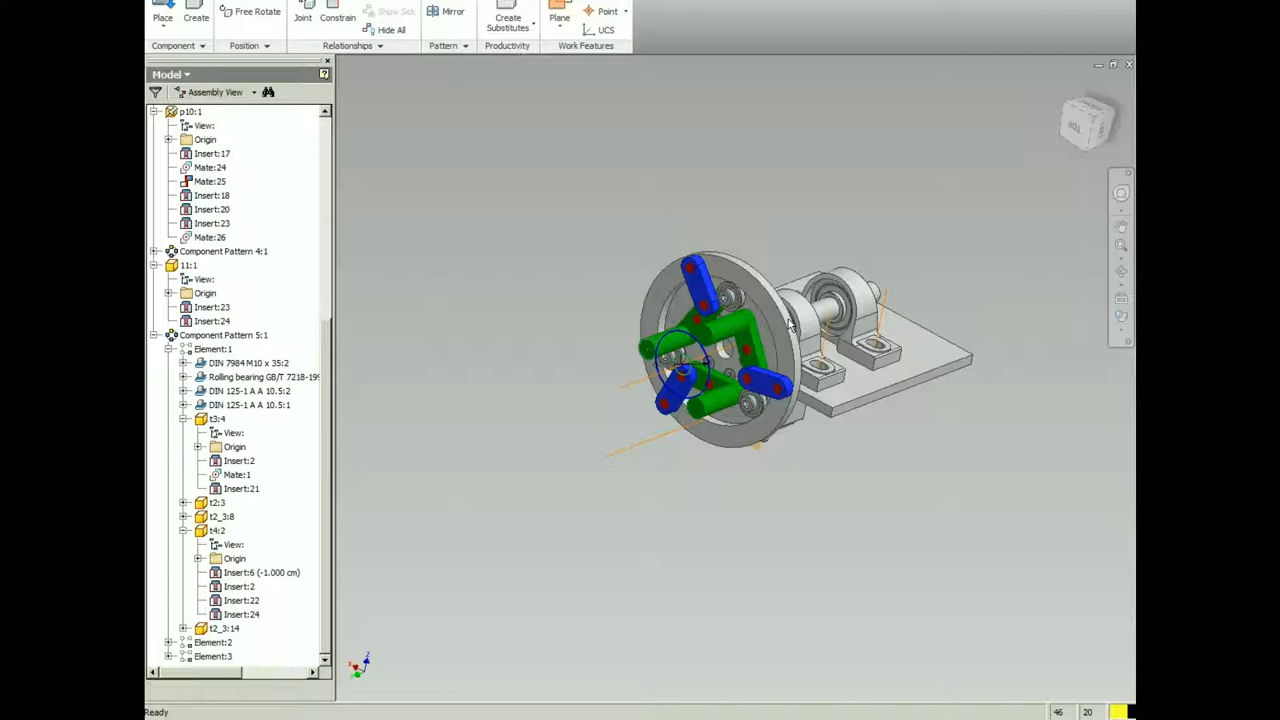 Place Create Free Rotate Joint Constrain Show Sick Hide All Mirror Create Substitutes Plane Point UCS
Component Position Relationships Pattern Productivity Work Features
Model
Assembly View
p10:1
View:
Origin
Insert:17
Mate:24
Mate:25
Insert:18
Insert:20
Insert:23
Mate:26
Component Pattern 4:1
11:1
View:
Origin
Insert:23
Insert:24
Component Pattern 5:1
Element:1
DIN 7984 M10 x 35:2
Rolling bearing GB/T 7218-199
DIN 125-1 A A 10.5:2
DIN 125-1 A A 10.5:1
t3:4
View:
Origin
Insert:2
Mate:1
Insert:21
t2:3
t2_3:8
t4:2
View:
Origin
Insert:6 (-1.000 cm)
Insert:2
Insert:22
Insert:24
t2_3:14
Element:2
Element:3
TOP
X Z
Ready 46 20